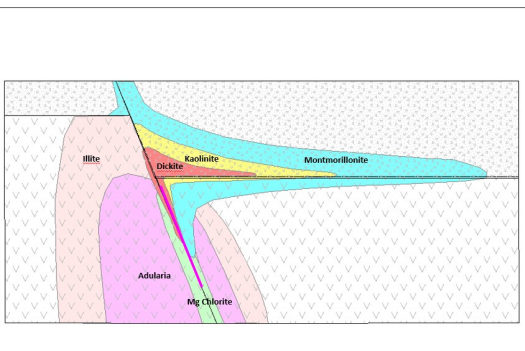 Illite
Kaolinite
Montmorillonite
Dickite
Adularia
Mg Chlorite